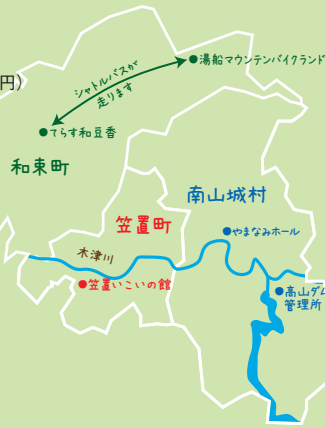 シャトルバスが
走ります
●湯船マウンテンバイクランド
円)
●てらす和豆香
和束町
南山城村
笠置町
●やまなみホール
木津川
●笠置いこいの館
●高山ダム
管理所